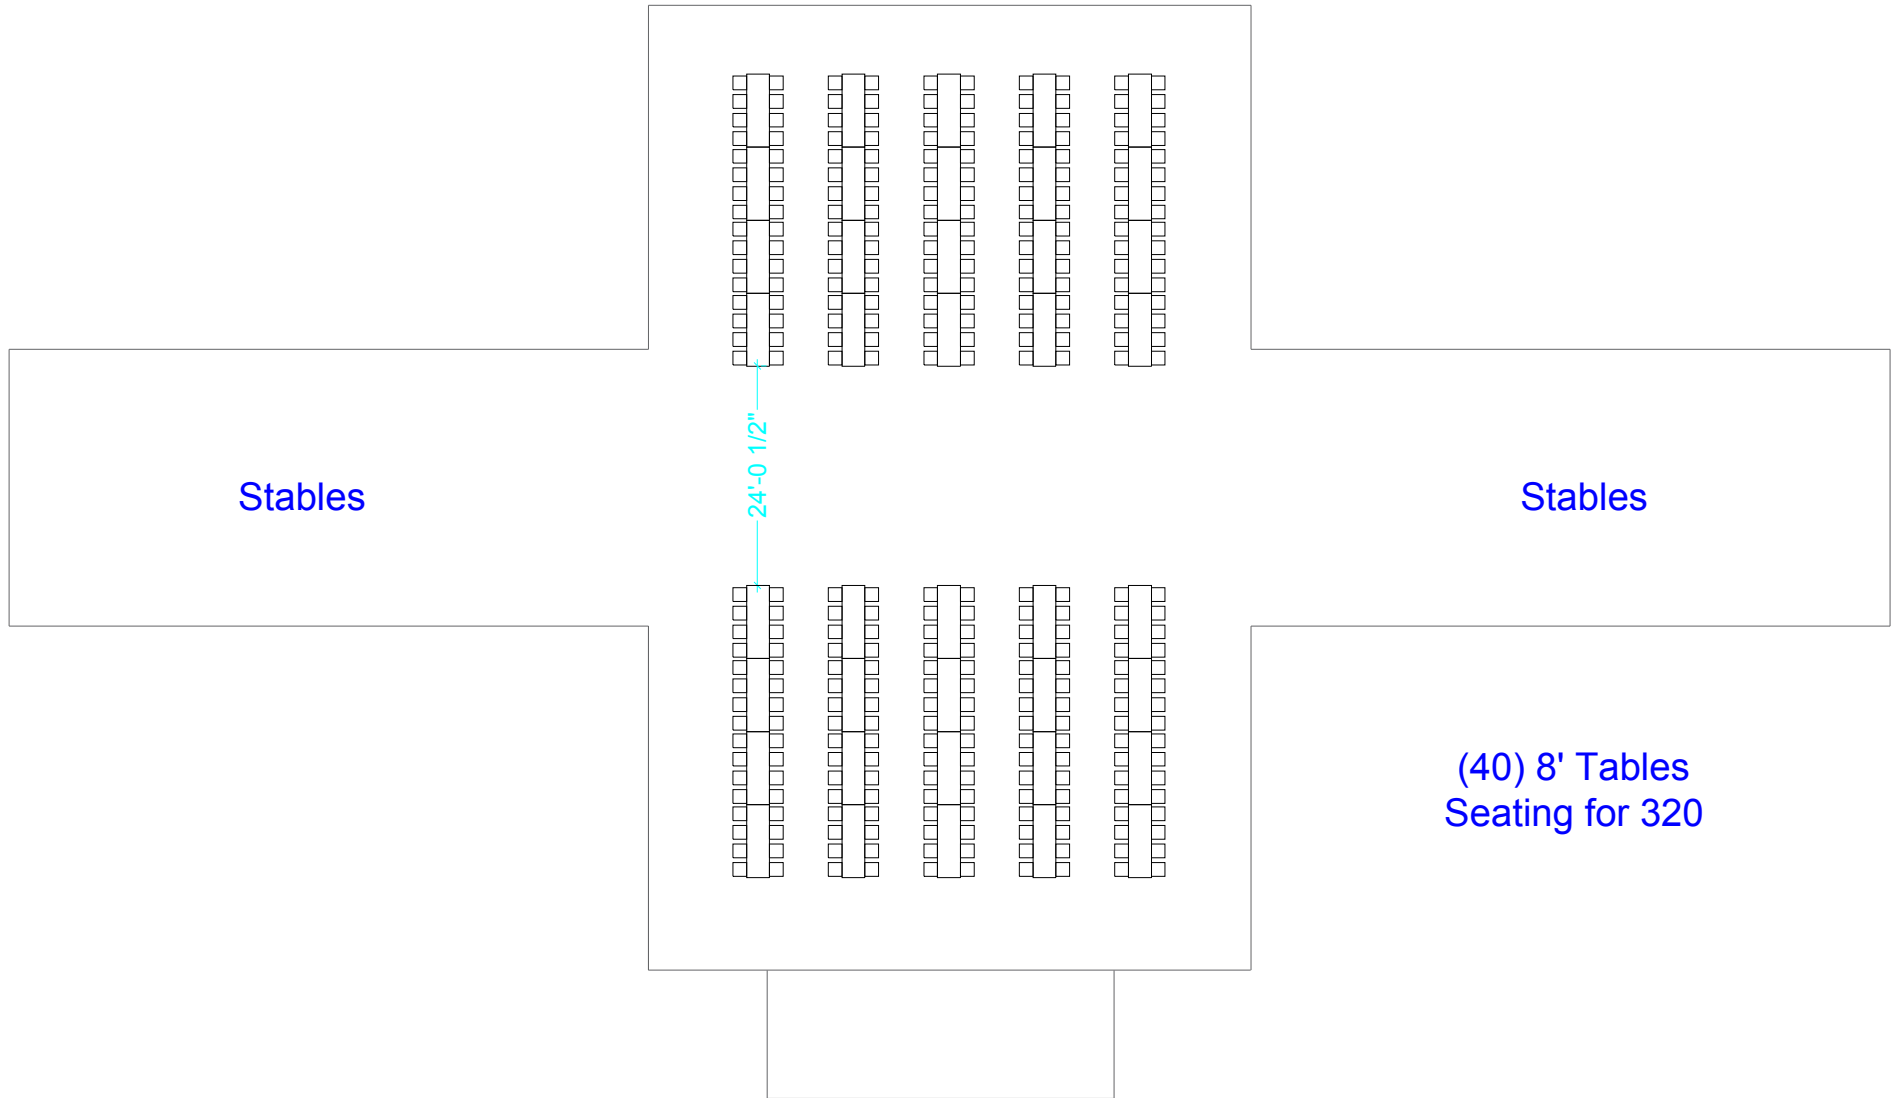 24'-0 1/2"
Stables
Stables
(40) 8' Tables
Seating for 320